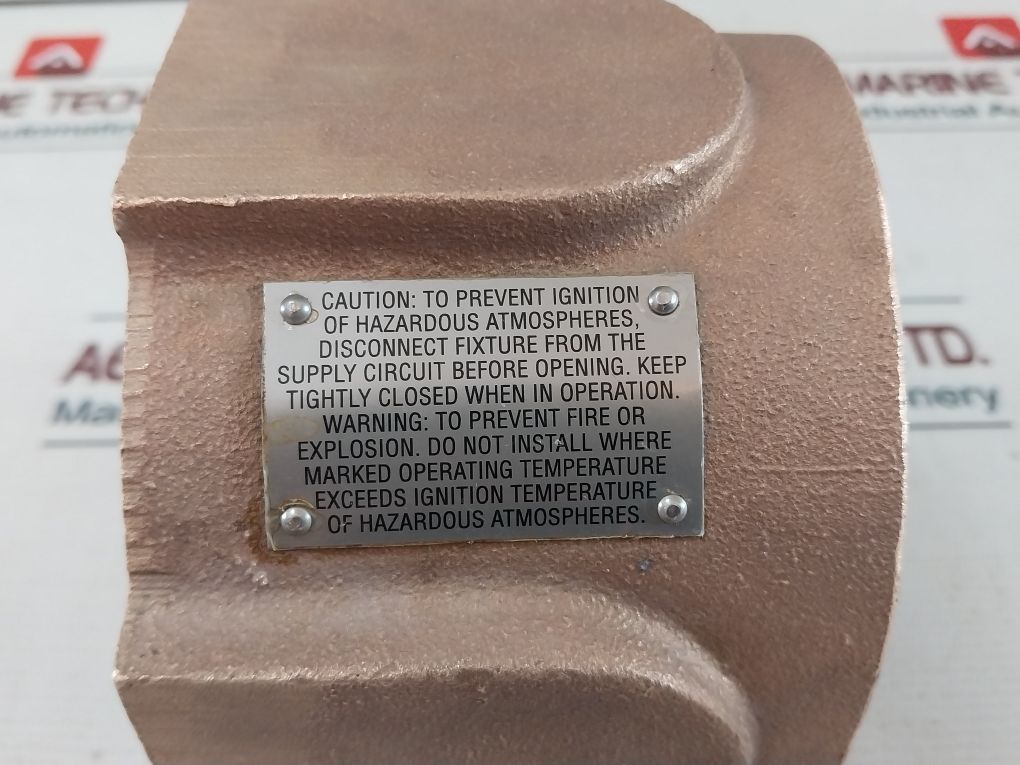 CAUTION: TO PREVENT IGNITION
OF HAZARDOUS ATMOSPHERES,
DISCONNECT FIXTURE FROM THE
SUPPLY CIRCUIT BEFORE OPENING. KEEP
TIGHTLY CLOSED WHEN IN OPERATION.
WARNING: TO PREVENT FIRE OR
EXPLOSION. DO NOT INSTALL WHERE
MARKED OPERATING TEMPERATURE
EXCEEDS IGNITION TEMPERATURE
OF HAZARDOUS ATMOSPHERES.